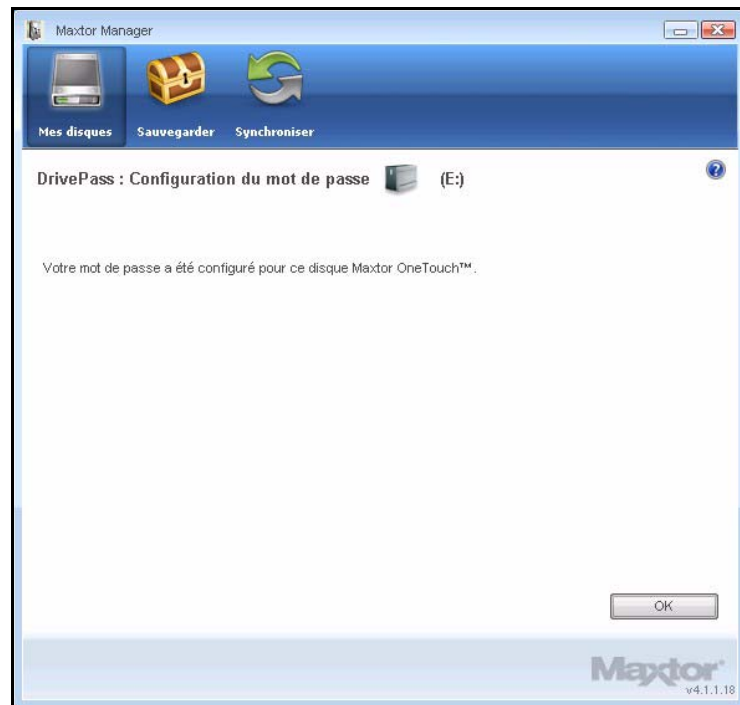 Maxtor Manager
Mes disques Sauvegarder Synchroniser
DrivePass : Configuration du mot de passe (E:)
Votre mot de passe a été configuré pour ce disque Maxtor OneTouch™.
OK
Maxtor
v4.1.1.18